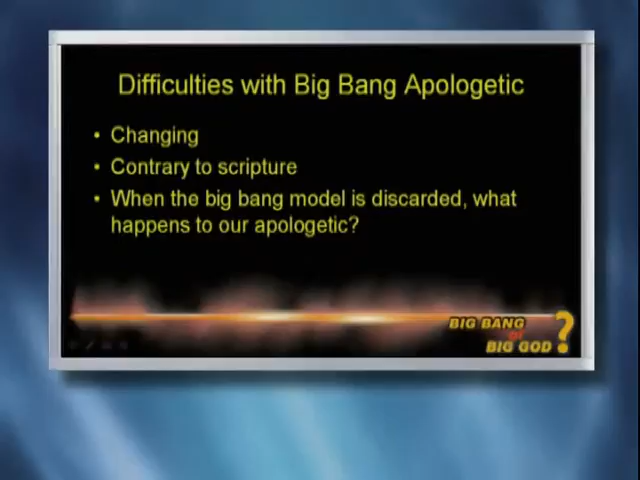 Difficulties with Big Bang Apologetic
• Changing
• Contrary to scripture
• When the big bang model is discarded, what
happens to our apologetic?
BIG BANG
or
BIG GOD?